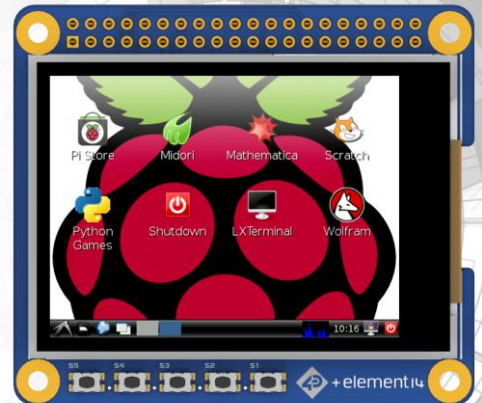 Pi Store Midori Mathematica Scratch
Python Games Shutdown LXTerminal Wolfram
10:16
S5 S4 S3 S2 S1
+element14